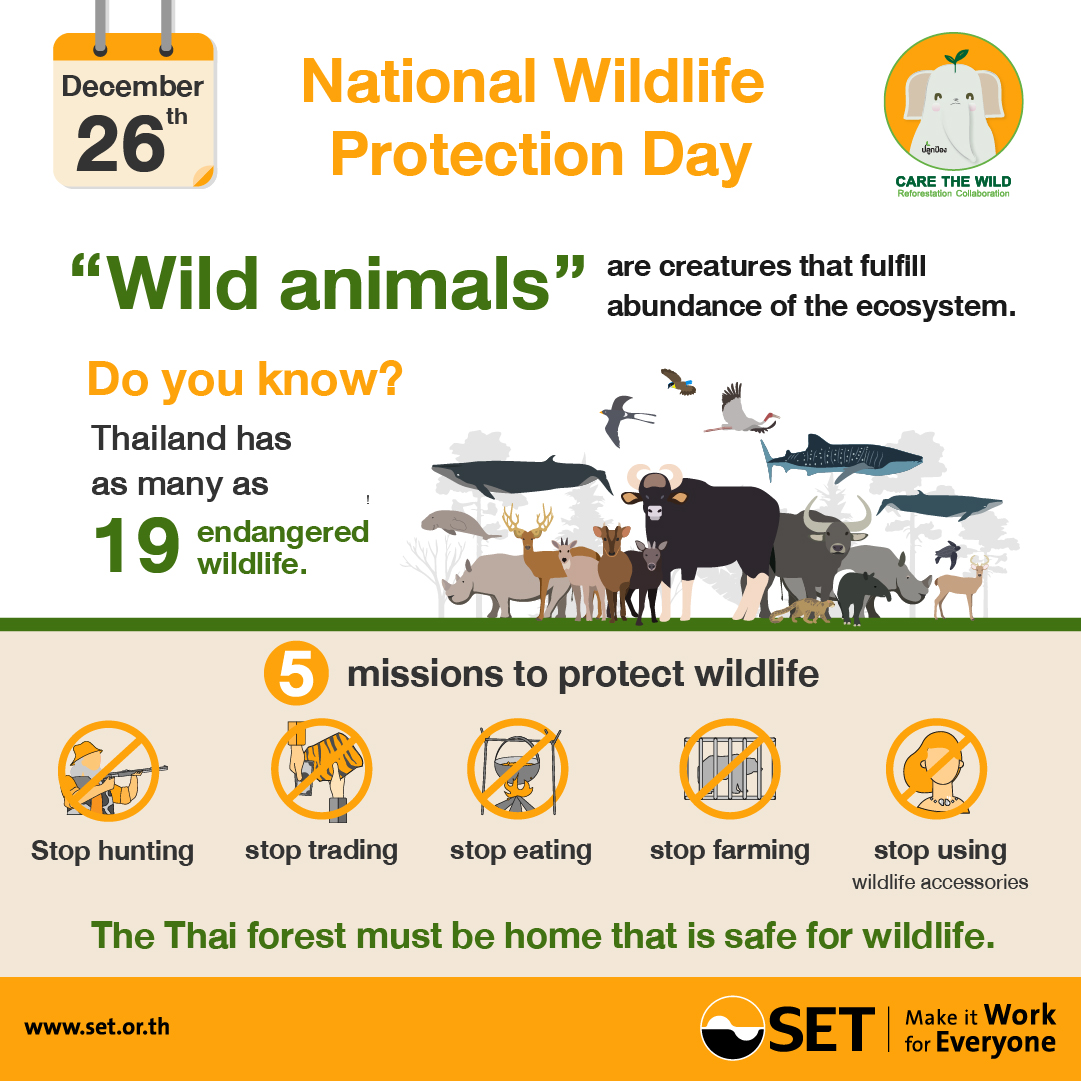 December
26th
National Wildlife
Protection Day
ปลูกป้อง
CARE THE WILD
Reforestation Collaboration
“Wild animals”
are creatures that fulfill
abundance of the ecosystem.
Do you know?
Thailand has
as many as
!
19 endangered
wildlife.
5 missions to protect wildlife
Stop hunting
stop trading
stop eating
stop farming
stop using
wildlife accessories
The Thai forest must be home that is safe for wildlife.
www.set.or.th
SET
Make it Work
for Everyone